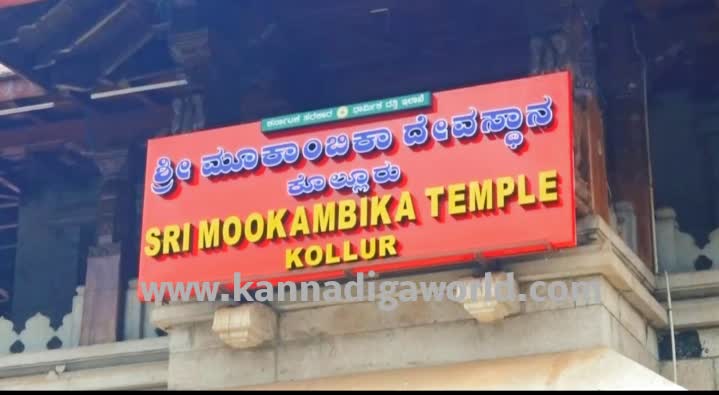 ಕರ್ನಾಟಕ ಸರಕಾರ ಧಾರ್ಮಿಕ ದತ್ತಿ ಇಲಾಖೆ
ಶ್ರೀ ಮೂಕಾಂಬಿಕಾ ದೇವಸ್ಥಾನ
ಕೊಲ್ಲೂರು
SRI MOOKAMBIKA TEMPLE
KOLLUR
www.kannadigaworld.com